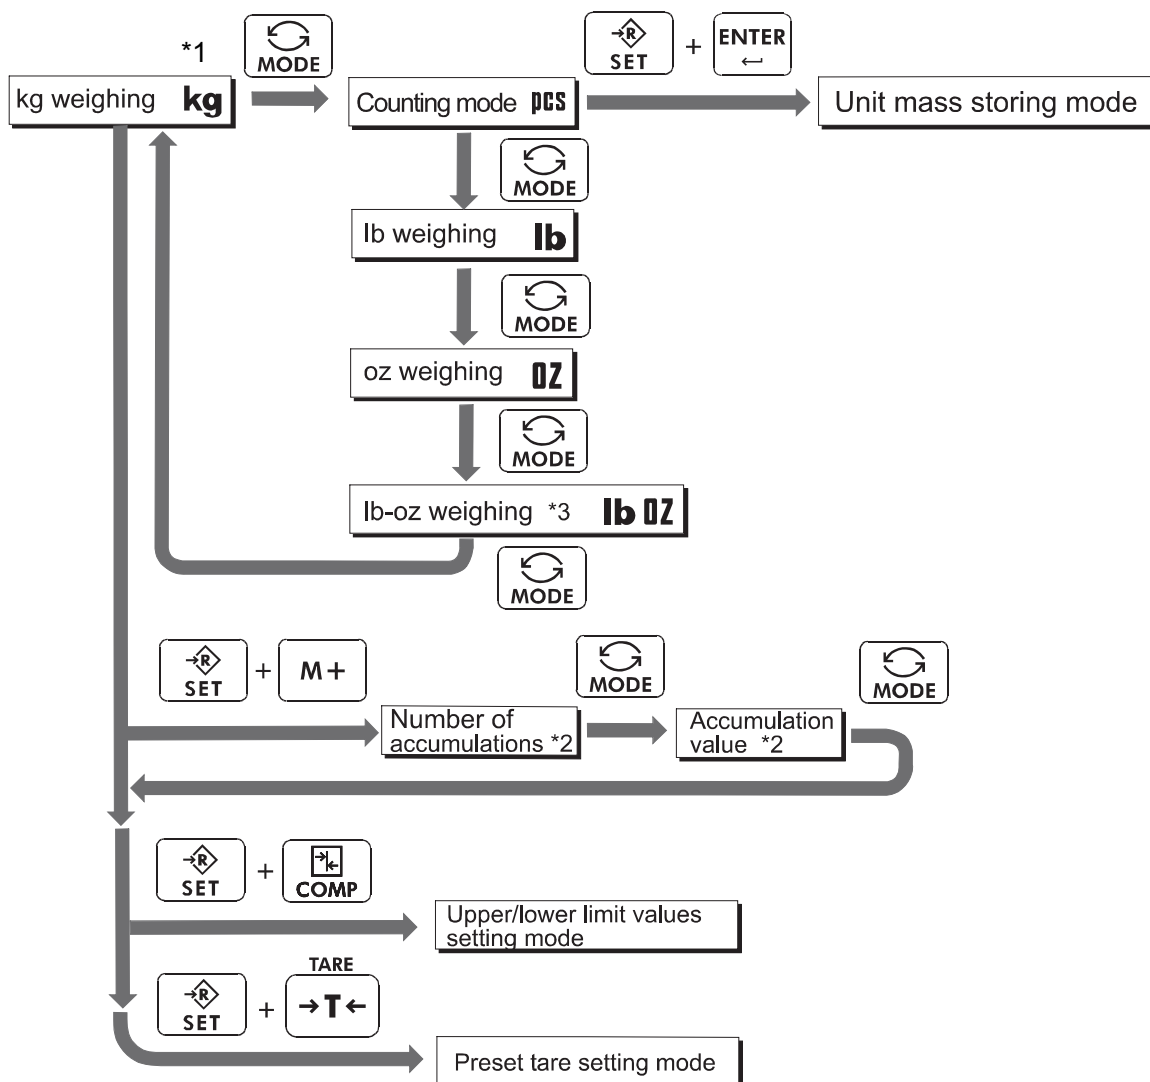 *1
MODE
SET
+
ENTER
kg weighing kg
Counting mode pcs
Unit mass storing mode
MODE
lb weighing lb
MODE
oz weighing oz
MODE
lb-oz weighing *3 lb oz
MODE
R
SET
+
M+
MODE
MODE
Number of
accumulations *2
Accumulation
value *2
R
SET
+
COMP
Upper/lower limit values
setting mode
TARE
R
SET
+
→T←
Preset tare setting mode